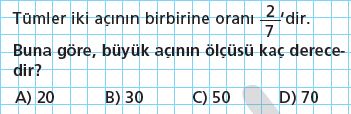 Tümler iki açının birbirine oranı 2/7'dir.
Buna göre, büyük açının ölçüsü kaç derece-
dir?
A) 20 B) 30 C) 50 D) 70